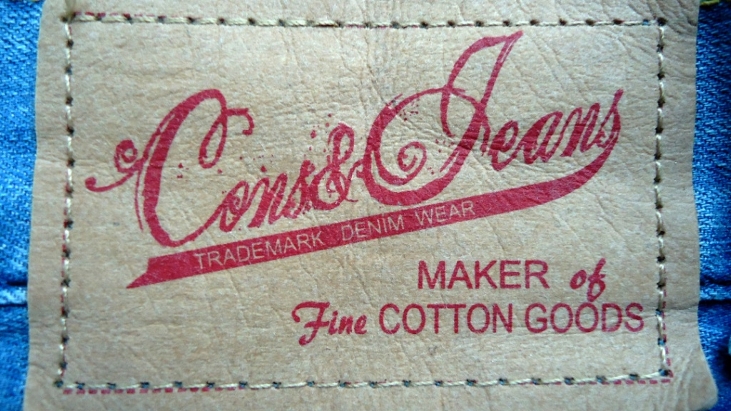 Cons&Jeans
TRADEMARK DENIM WEAR
MAKER of
Fine COTTON GOODS